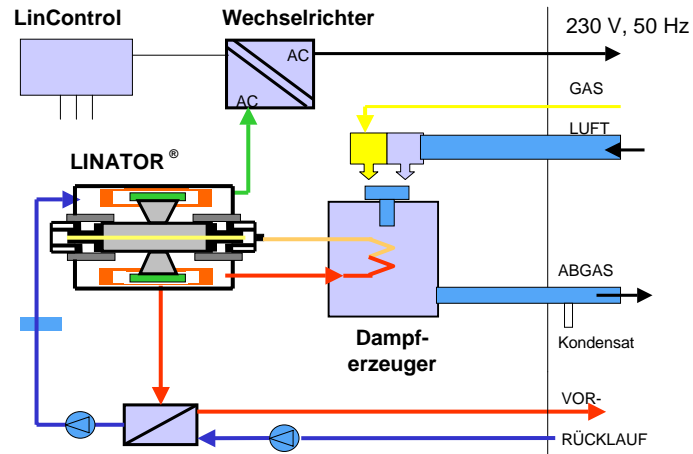 LinControl
Wechselrichter
230 V, 50 Hz
AC
AC
GAS
LUFT
LINATOR ®
ABGAS
Dampf-
erzeuger
Kondensat
VOR-
RÜCKLAUF